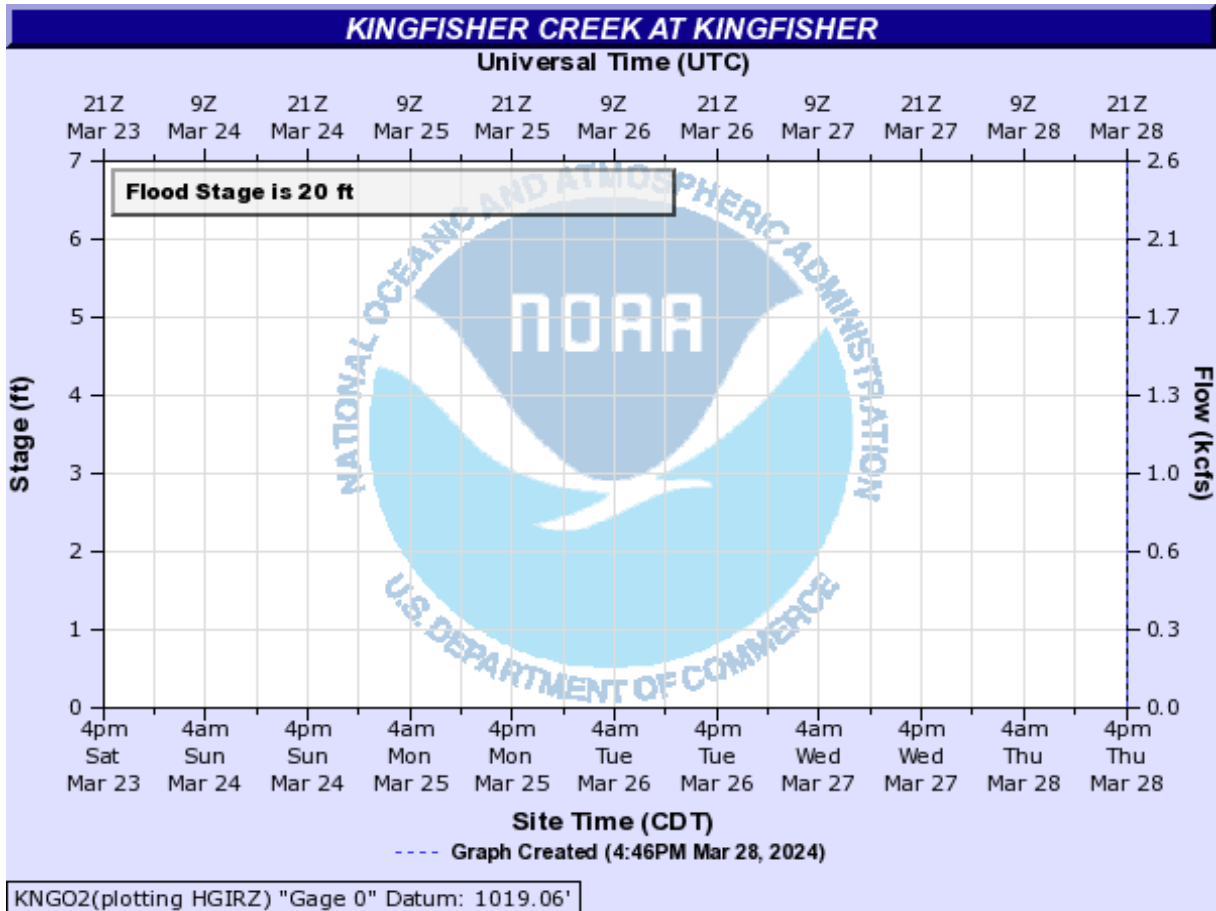 KINGFISHER CREEK AT KINGFISHER
Universal Time (UTC)
21Z 9Z 21Z 9Z 21Z 9Z 21Z 9Z 21Z 9Z 21Z
Mar 23 Mar 24 Mar 24 Mar 25 Mar 25 Mar 26 Mar 26 Mar 27 Mar 27 Mar 28 Mar 28
7 2.6
Flood Stage is 20 ft
6 2.1
5 1.7
4 1.3
3 1.0
2 0.6
1 0.3
0 0.0
Stage (ft)
Flow (kcfs)
NATIONAL OCEANIC AND ATMOSPHERIC ADMINISTRATION
NOAA
U.S. DEPARTMENT OF COMMERCE
4pm 4am 4pm 4am 4pm 4am 4pm 4am 4pm 4am 4pm
Sat Sun Sun Mon Mon Tue Tue Wed Wed Thu Thu
Mar 23 Mar 24 Mar 24 Mar 25 Mar 25 Mar 26 Mar 26 Mar 27 Mar 27 Mar 28 Mar 28
Site Time (CDT)
---- Graph Created (4:46PM Mar 28, 2024)
KNGO2(plotting HGIRZ) "Gage 0" Datum: 1019.06'